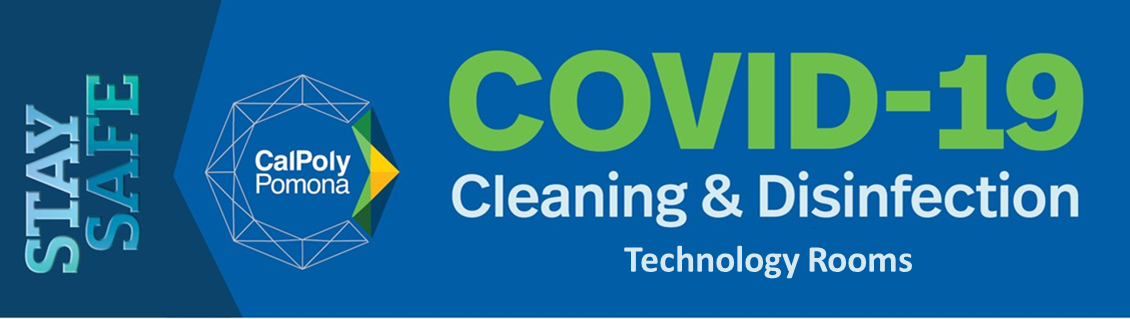 STAY
SAFE
CalPoly
Pomona
COVID-19
Cleaning & Disinfection
Technology Rooms